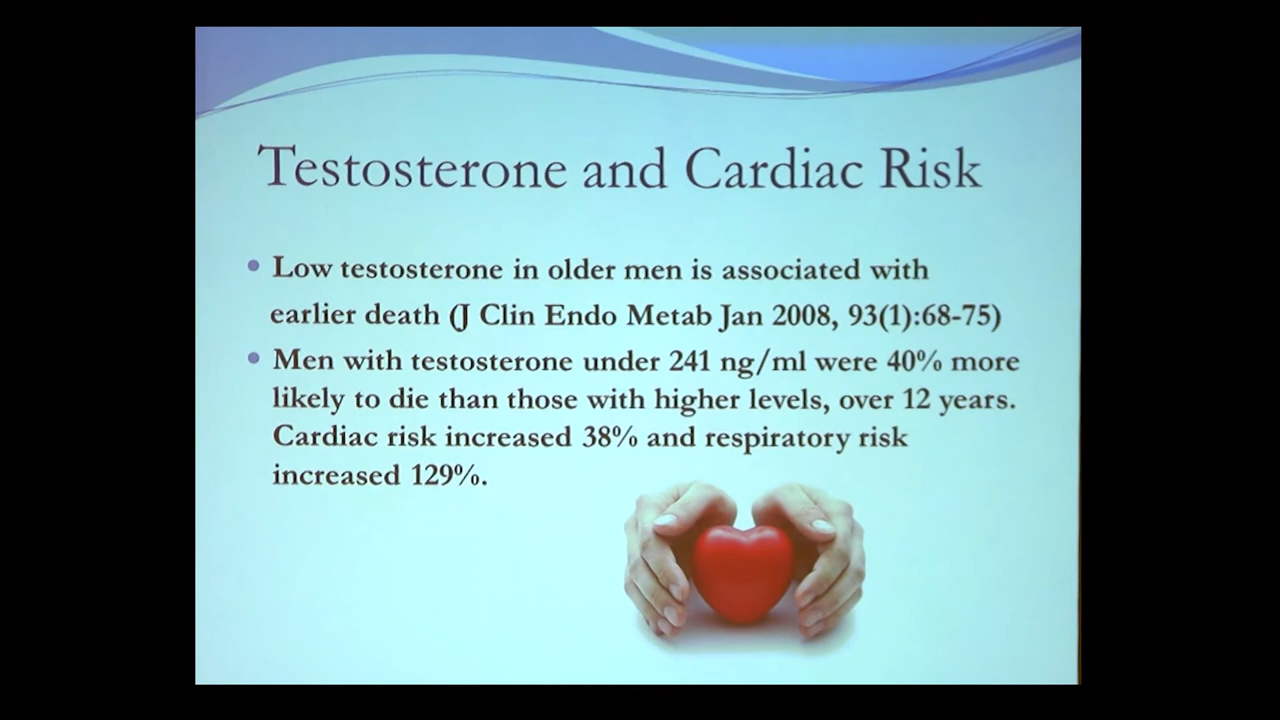 Testosterone and Cardiac Risk
• Low testosterone in older men is associated with
earlier death (J Clin Endo Metab Jan 2008, 93(1):68-75)
• Men with testosterone under 241 ng/ml were 40% more
likely to die than those with higher levels, over 12 years.
Cardiac risk increased 38% and respiratory risk
increased 129%.